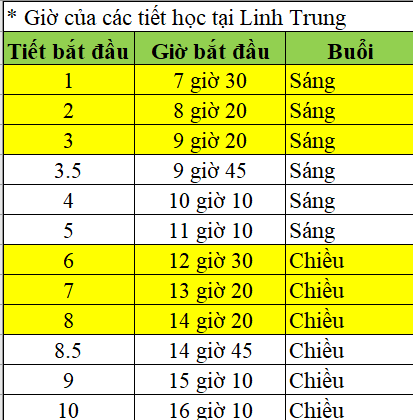 * Giờ của các tiết học tại Linh Trung
Tiết bắt đầu Giờ bắt đầu Buổi
1 7 giờ 30 Sáng
2 8 giờ 20 Sáng
3 9 giờ 20 Sáng
3.5 9 giờ 45 Sáng
4 10 giờ 10 Sáng
5 11 giờ 10 Sáng
6 12 giờ 30 Chiều
7 13 giờ 20 Chiều
8 14 giờ 20 Chiều
8.5 14 giờ 45 Chiều
9 15 giờ 10 Chiều
10 16 giờ 10 Chiều